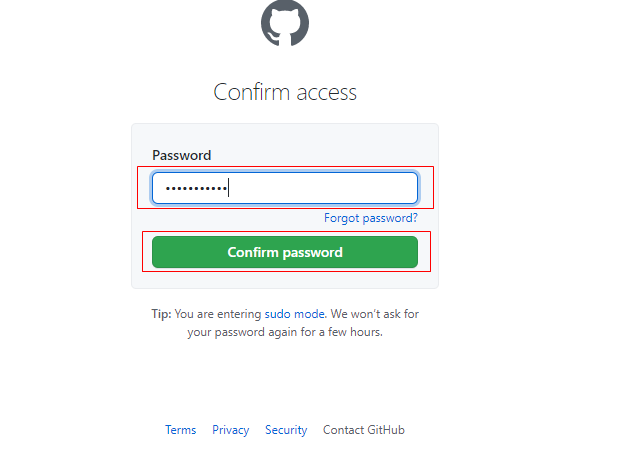 Confirm access
Password
•••••••••••
Forgot password?
Confirm password
Tip: You are entering sudo mode. We won't ask for
your password again for a few hours.
Terms Privacy Security Contact GitHub